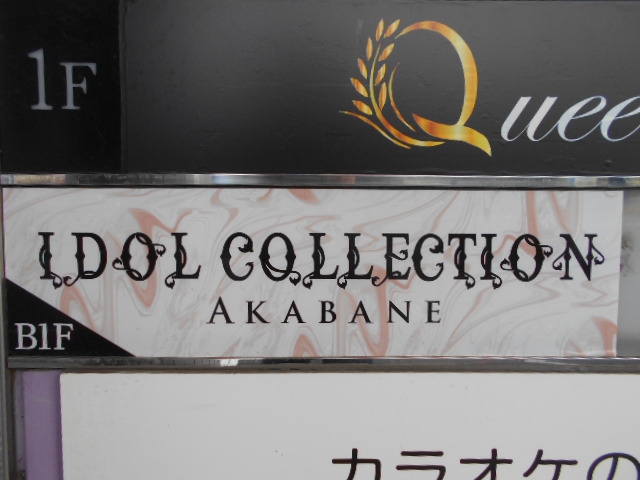 1F
Quee
IDOL COLLECTION
AKABANE
B1F
カラオケの